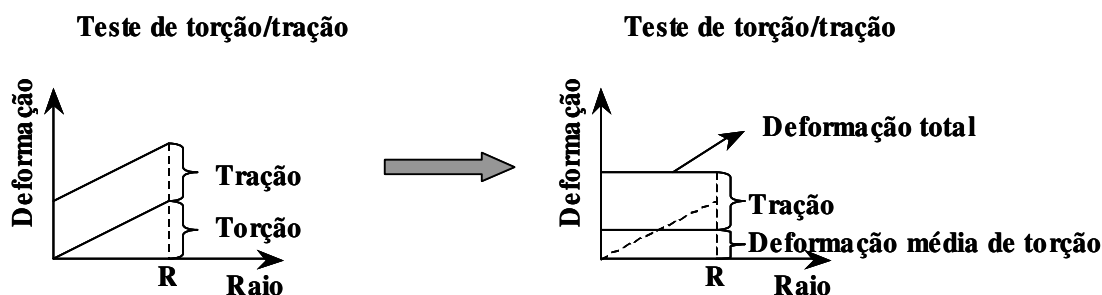 Teste de torção/tração
Deformação
Tração
Torção
R
Raio
Teste de torção/tração
Deformação
Deformação total
Tração
Deformação média de torção
R
Raio